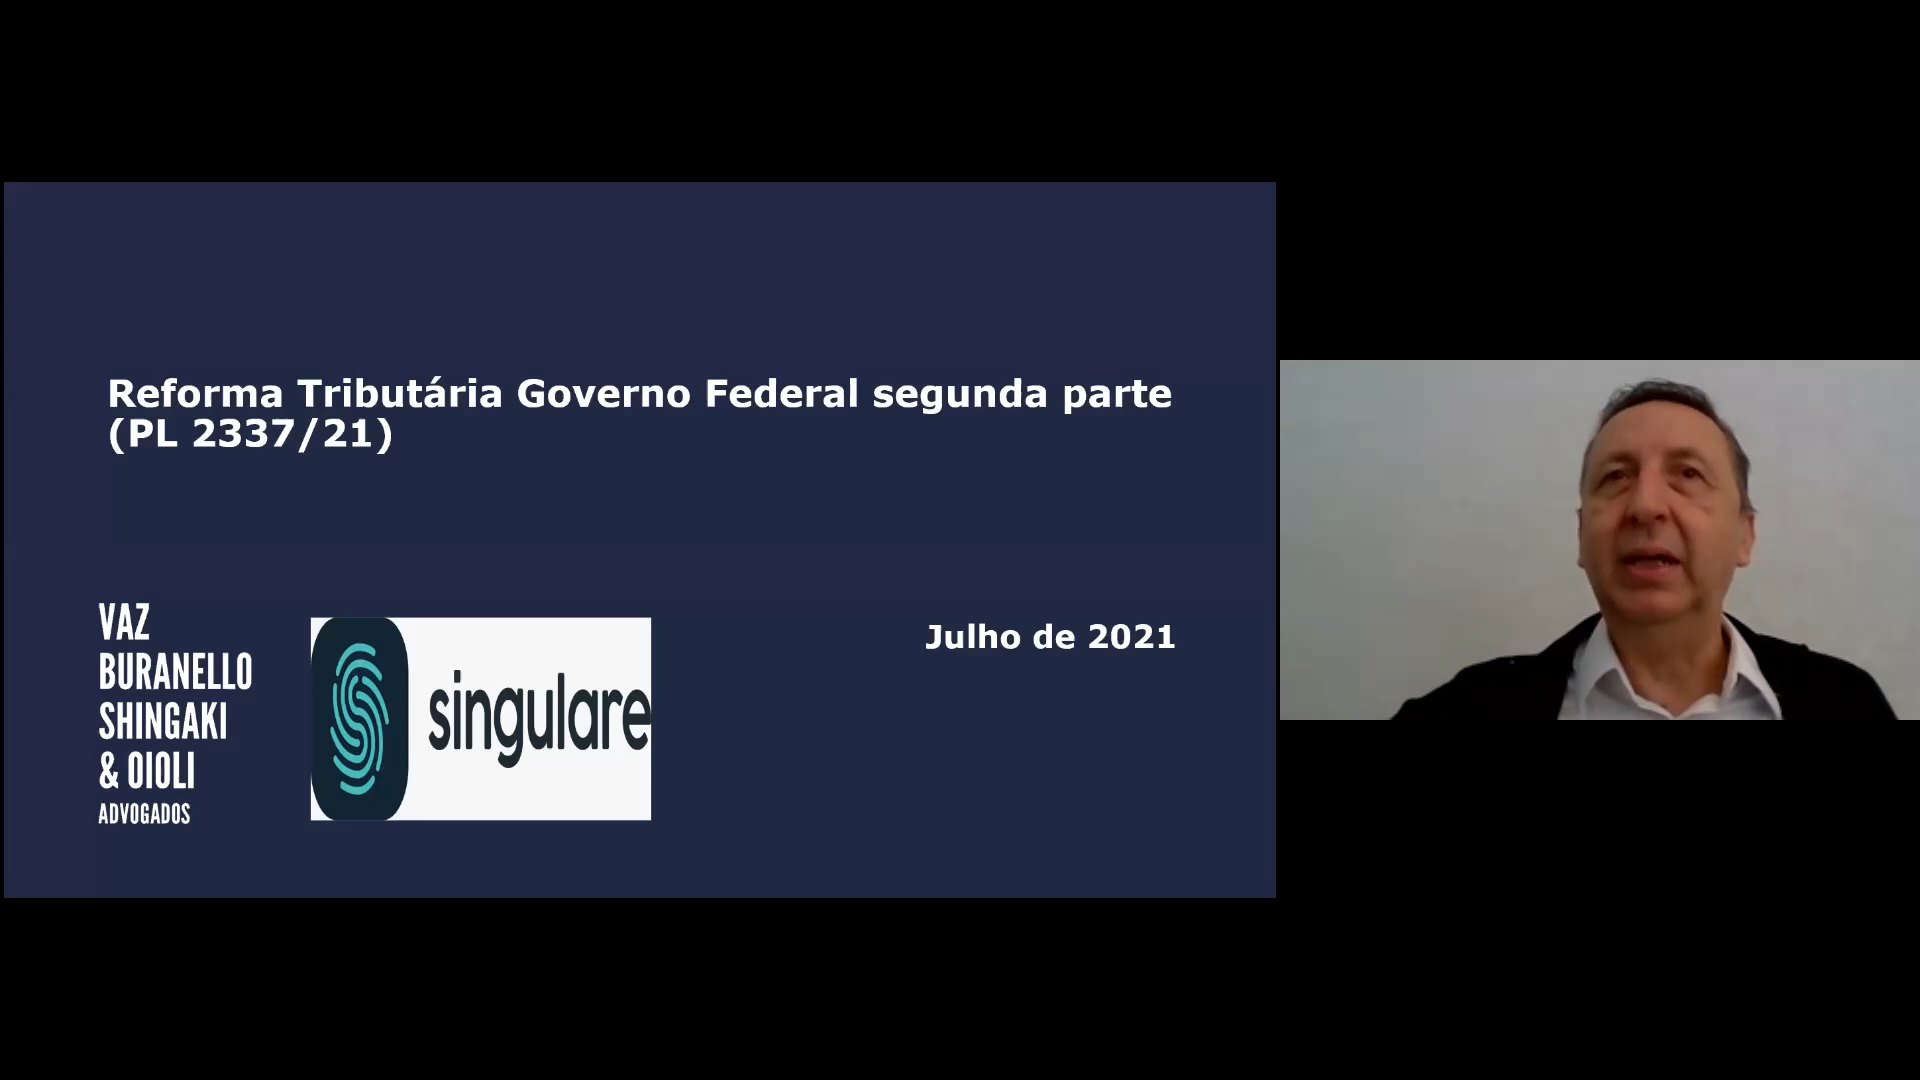 Reforma Tributária Governo Federal segunda parte
(PL 2337/21)
VAZ
BURANELLO
SHINGAKI
& OIOLI
ADVOGADOS
singulare
Julho de 2021